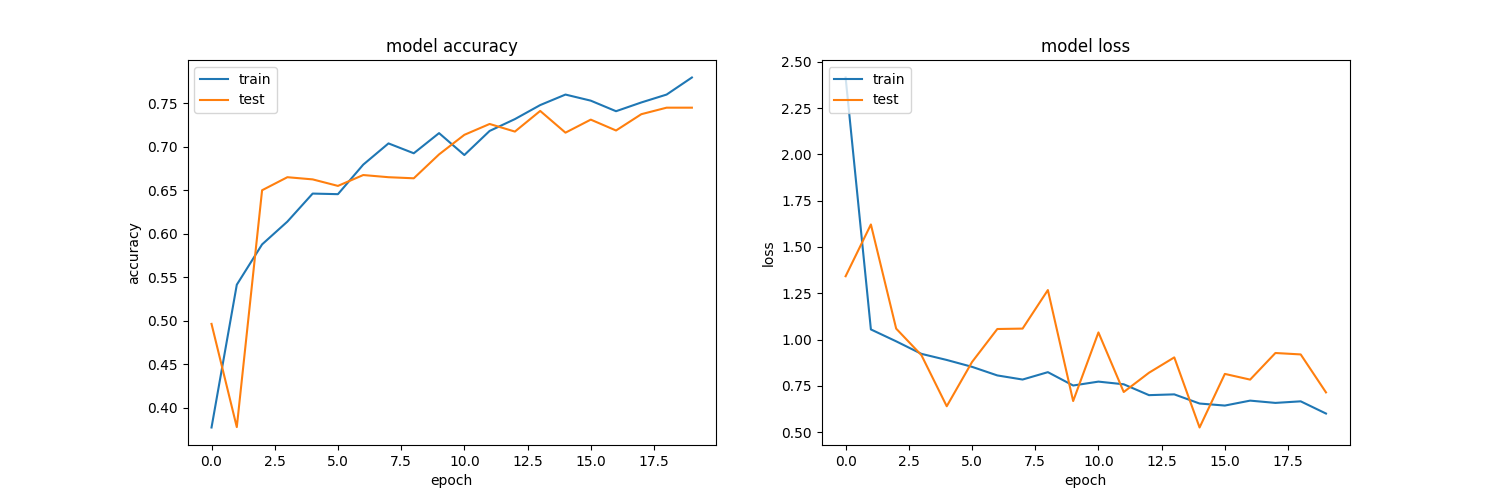 model accuracy
train
test
0.75
0.70
0.65
0.60
0.55
0.50
0.45
0.40
accuracy
0.0 2.5 5.0 7.5 10.0 12.5 15.0 17.5
epoch
model loss
train
test
2.50
2.25
2.00
1.75
1.50
1.25
1.00
0.75
0.50
loss
0.0 2.5 5.0 7.5 10.0 12.5 15.0 17.5
epoch